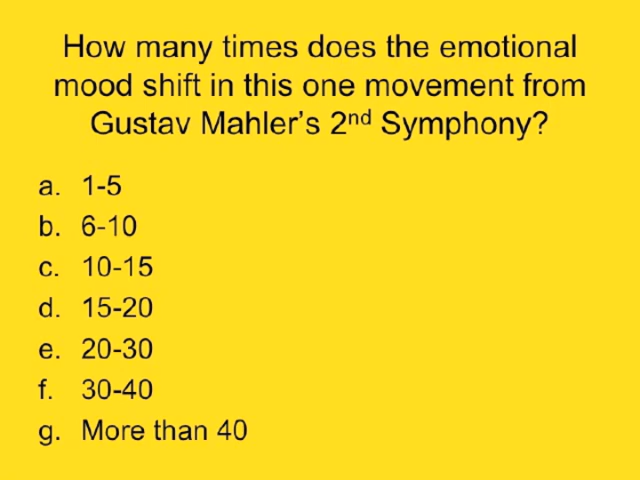 How many times does the emotional
mood shift in this one movement from
Gustav Mahler's 2nd Symphony?
a. 1-5
b. 6-10
c. 10-15
d. 15-20
e. 20-30
f. 30-40
g. More than 40